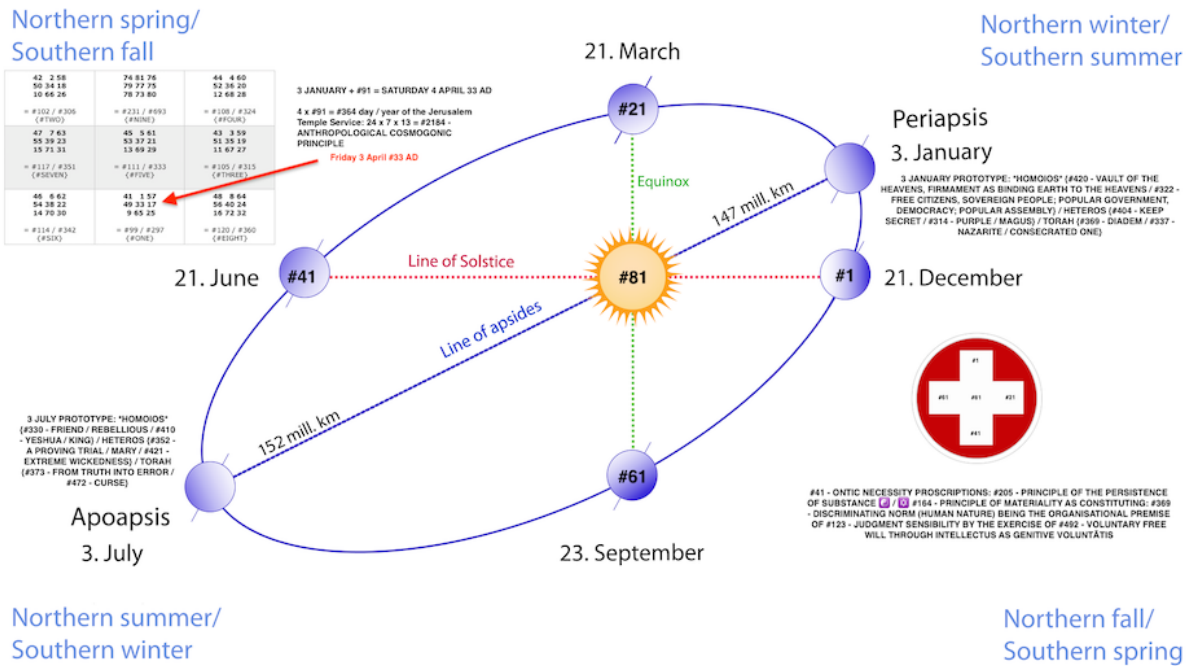 Northern spring/
Southern fall
Northern winter/
Southern summer
21. March
42 2 58
50 34 18
10 66 26
= #102 / #306
{#TWO}
74 81 76
79 77 75
78 73 80
= #231 / #693
{#NINE}
44 4 60
52 36 20
12 68 28
= #108 / #324
{#FOUR}
47 7 63
55 39 23
15 71 31
= #117 / #351
{#SEVEN}
45 5 61
53 37 21
13 69 29
= #111 / #333
{#FIVE}
43 3 59
51 35 19
11 67 27
= #105 / #315
{#THREE}
46 6 62
54 38 22
14 70 30
= #114 / #342
{#SIX}
41 1 57
49 33 17
9 65 25
= #99 / #297
{#ONE}
48 8 64
56 40 24
16 72 32
= #120 / #360
{#EIGHT}
3 JANUARY + #91 = SATURDAY 4 APRIL 33 AD
4 x #91 = #364 day / year of the Jerusalem
Temple Service: 24 x 7 x 13 = #2184 -
ANTHROPOLOGICAL COSMOGONIC
PRINCIPLE
Friday 3 April #33 AD
#21
Periapsis
3. January
3 JANUARY PROTOTYPE: *HOMOIOS* {#420 - VAULT OF THE
HEAVENS, FIRMAMENT AS BINDING EARTH TO THE HEAVENS / #322 -
FREE CITIZENS, SOVEREIGN PEOPLE; POPULAR GOVERNMENT,
DEMOCRACY; POPULAR ASSEMBLY} / HETEROS {#404 - KEEP
SECRET / #314 - PURPLE / MAGUS} / TORAH {#369 - DIADEM / #337 -
NAZARITE / CONSECRATED ONE}
Equinox
147 mill. km
21. June
#41
Line of Solstice
#81
#1
21. December
Line of apsides
152 mill. km
#1
#81
#61
#21
#41
3 JULY PROTOTYPE: *HOMOIOS*
{#330 - FRIEND / REBELLIOUS / #410
- YESHUA / KING} / HETEROS {#352 -
A PROVING TRIAL / MARY / #421 -
EXTREME WICKEDNESS} / TORAH
{#373 - FROM TRUTH INTO ERROR /
#472 - CURSE}
#61
Apoapsis
3. July
23. September
#41 - ONTIC NECESSITY PROSCRIPTIONS: #205 - PRINCIPLE OF THE PERSISTENCE
OF SUBSTANCE / #164 - PRINCIPLE OF MATERIALITY AS CONSTITUTING: #369
- DISCRIMINATING NORM {HUMAN NATURE} BEING THE ORGANISATIONAL PREMISE
OF #123 - JUDGMENT SENSIBILITY BY THE EXERCISE OF #492 - VOLUNTARY FREE
WILL THROUGH INTELLECTUS AS GENITIVE VOLUNTĀTIS
Northern summer/
Southern winter
Northern fall/
Southern spring